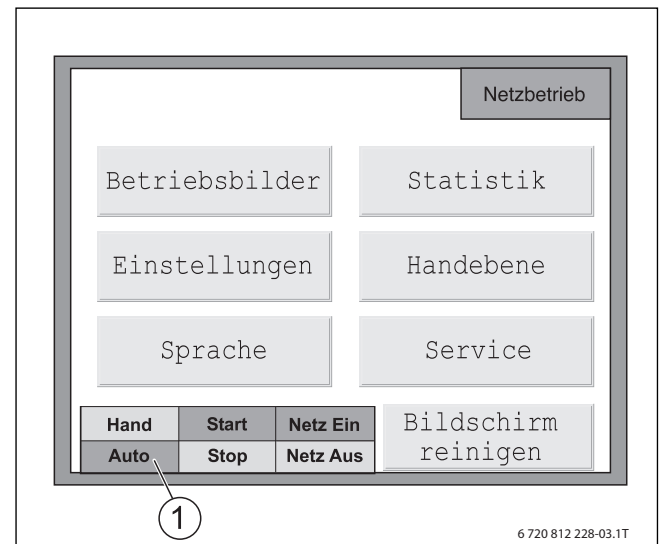 Netzbetrieb
Betriebsbilder
Statistik
Einstellungen
Handebene
Sprache
Service
Hand Start Netz Ein
Auto Stop Netz Aus
Bildschirm
reinigen
1
6 720 812 228-03.1T